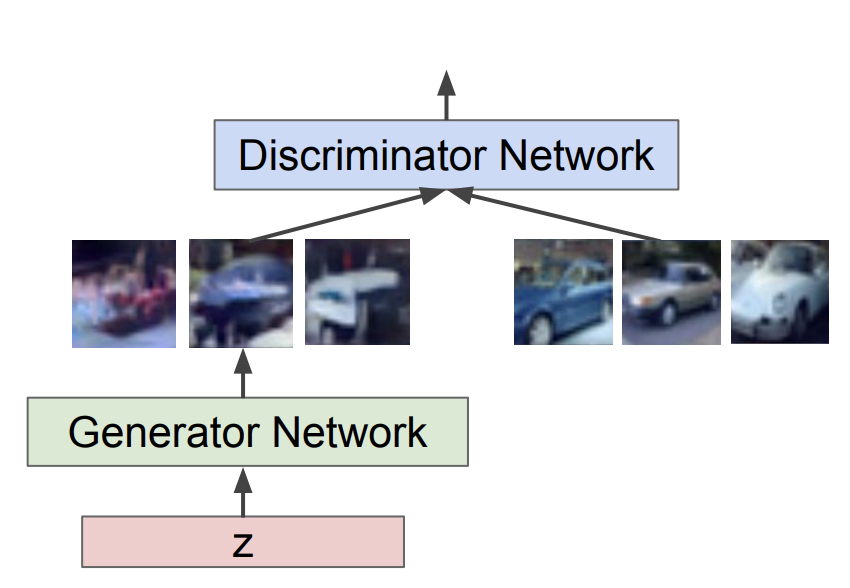 Discriminator Network
Generator Network
z